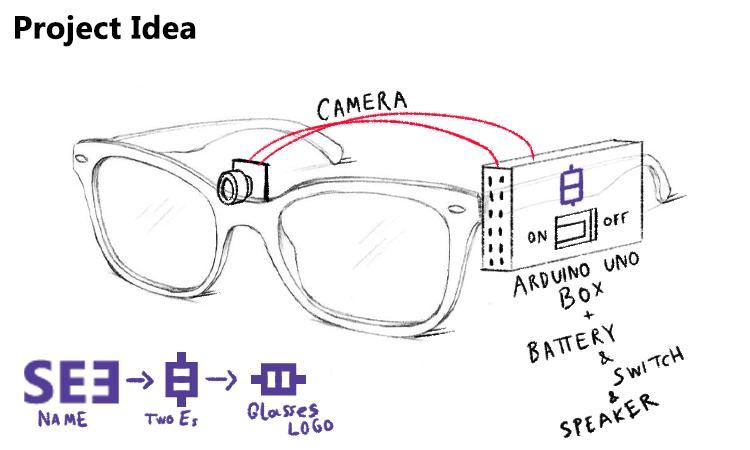 Project Idea
CAMERA
ON OFF
ARDUINO UNO
BOX
+
BATTERY
&
SWITCH
&
SPEAKER
SEƎ
NAME
Two Es
Glasses
LOGO